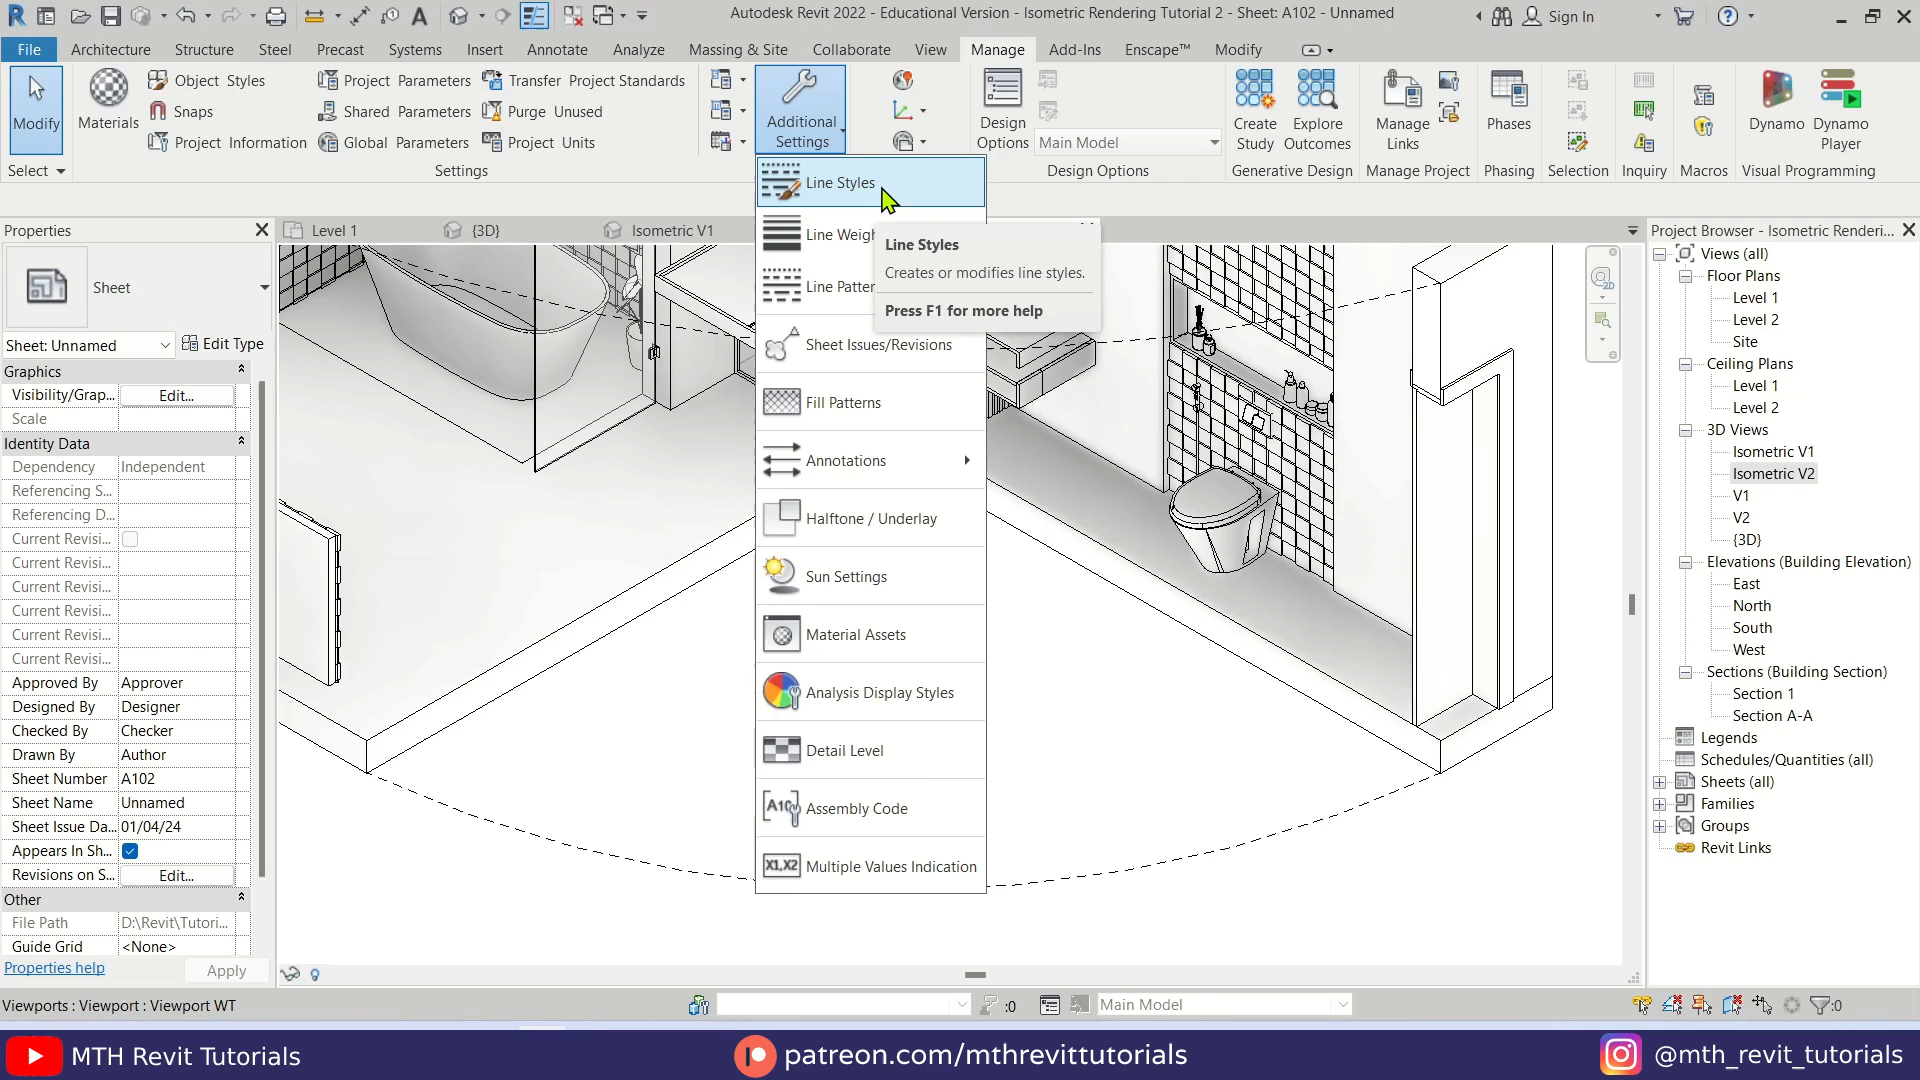 Autodesk Revit 2022 - Educational Version - Isometric Rendering Tutorial 2 - Sheet: A102 - Unnamed
Sign In
File Architecture Structure Steel Precast Systems Insert Annotate Analyze Massing & Site Collaborate View Manage Add-Ins Enscape™ Modify
Modify
Materials
Object Styles
Snaps
Project Information
Project Parameters
Shared Parameters
Global Parameters
Transfer Project Standards
Purge Unused
Project Units
Additional Settings
Design Options
Main Model
Create Study
Explore Outcomes
Manage Links
Phases
Dynamo
Dynamo Player
Select Settings Design Options Generative Design Manage Project Phasing Selection Inquiry Macros Visual Programming
Properties
Sheet
Sheet: Unnamed
Edit Type
Graphics
Visibility/Grap... Edit...
Scale
Identity Data
Dependency Independent
Referencing S...
Referencing D...
Current Revisi...
Current Revisi...
Current Revisi...
Current Revisi...
Current Revisi...
Current Revisi...
Approved By Approver
Designed By Designer
Checked By Checker
Drawn By Author
Sheet Number A102
Sheet Name Unnamed
Sheet Issue Da... 01/04/24
Appears In Sh...
Revisions on S... Edit...
Other
File Path D:\Revit\Tutori...
Guide Grid <None>
Properties help
Apply
Level 1
{3D}
Isometric V1
Line Styles
Line Weigh
Line Patter
Sheet Issues/Revisions
Fill Patterns
Annotations
Halftone / Underlay
Sun Settings
Material Assets
Analysis Display Styles
Detail Level
A10
Assembly Code
X1,X2
Multiple Values Indication
Line Styles
Creates or modifies line styles.
Press F1 for more help
2D
Project Browser - Isometric Renderi...
Views (all)
Floor Plans
Level 1
Level 2
Site
Ceiling Plans
Level 1
Level 2
3D Views
Isometric V1
Isometric V2
V1
V2
{3D}
Elevations (Building Elevation)
East
North
South
West
Sections (Building Section)
Section 1
Section A-A
Legends
Schedules/Quantities (all)
Sheets (all)
Families
Groups
Revit Links
Viewports : Viewport : Viewport WT
:0
Main Model
:0
MTH Revit Tutorials
patreon.com/mthrevittutorials
@mth_revit_tutorials